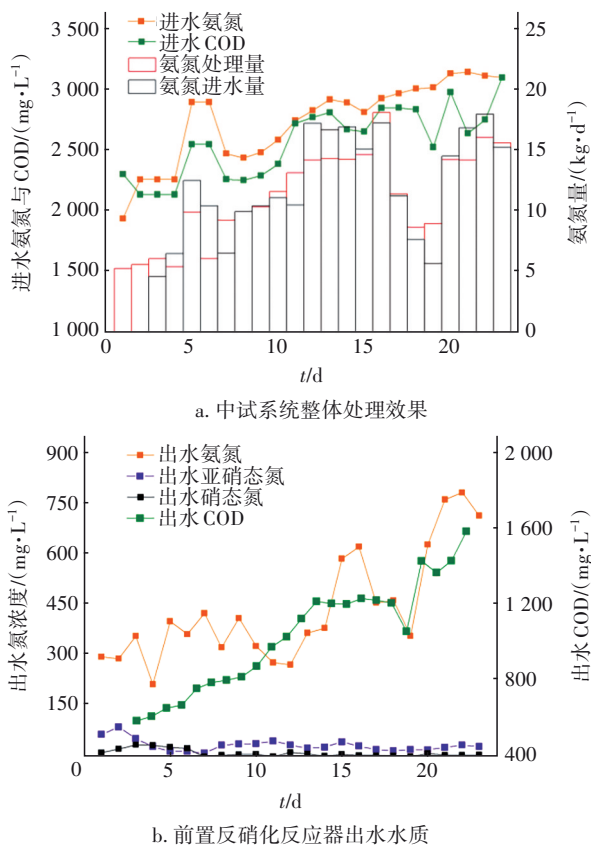 进水氨氮
进水COD
氨氮处理量
氨氮进水量
进水氨氮与COD/(mg·L⁻¹)
3 500
3 000
2 500
2 000
1 500
1 000
氨氮量/(kg·d⁻¹)
25
20
15
10
5
0
0 5 10 15 20
t/d
a. 中试系统整体处理效果
出水氨氮
出水亚硝态氮
出水硝态氮
出水COD
出水氮浓度/(mg·L⁻¹)
900
750
600
450
300
150
出水COD/(mg·L⁻¹)
2 000
1 600
1 200
800
400
0 5 10 15 20
t/d
b. 前置反硝化反应器出水水质